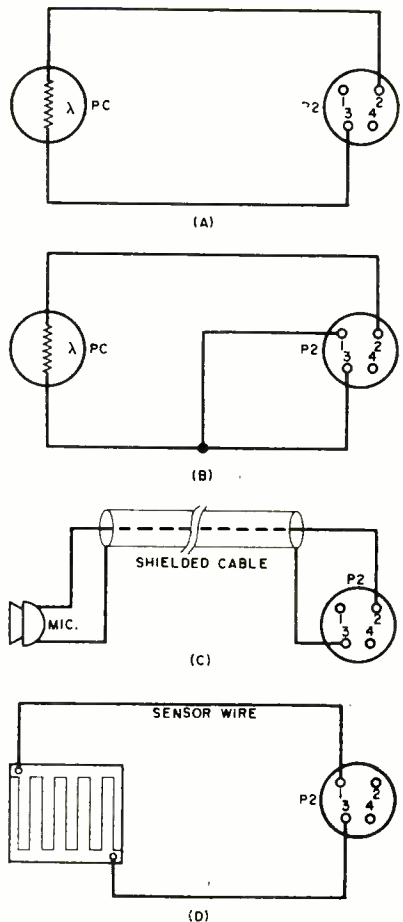 λ PC
P2
1 2
3 4
(A)
λ PC
P2
1 2
3 4
(B)
SHIELDED CABLE
P2
MIC.
1 2
3 4
(C)
SENSOR WIRE
P2
2
3 4
(D)